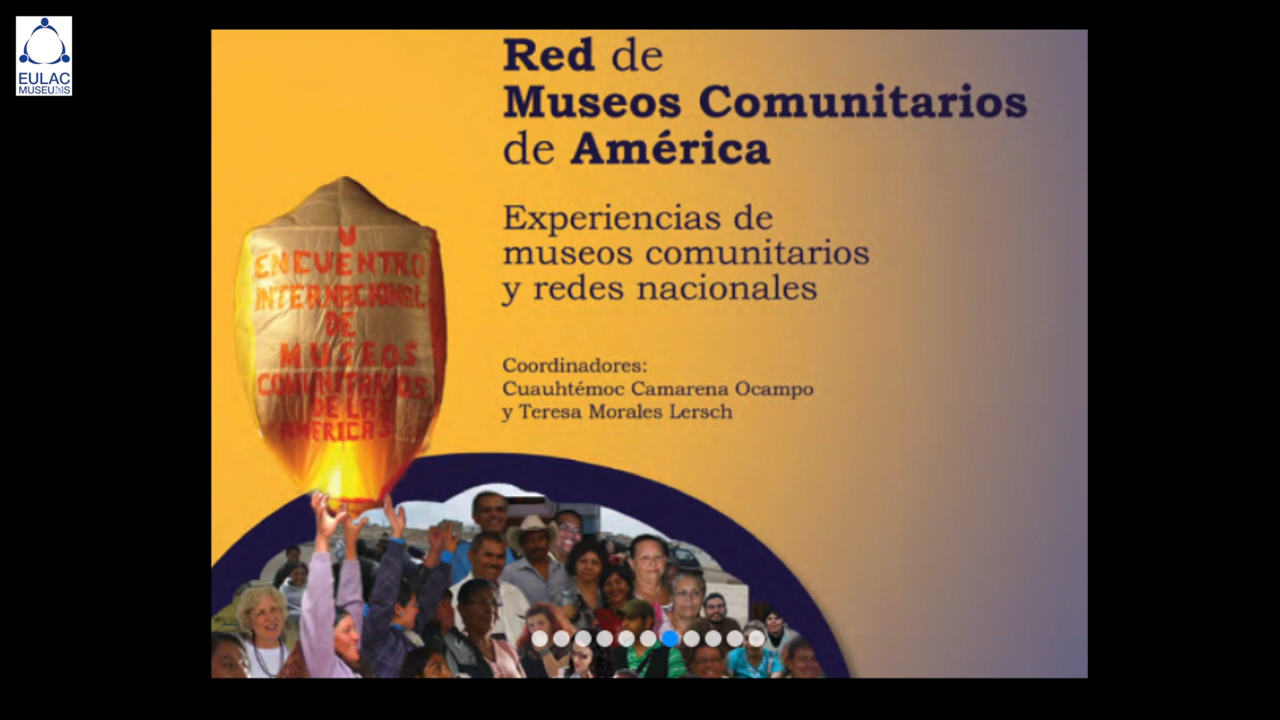 EULAC
MUSEUMS
Red de
Museos Comunitarios
de América
Experiencias de
museos comunitarios
y redes nacionales
Coordinadores:
Cuauhtémoc Camarena Ocampo
y Teresa Morales Lersch
V
ENCUENTRO
INTERNACIONAL
DE
MUSEOS
COMUNITARIOS
DE LAS
AMERICAS